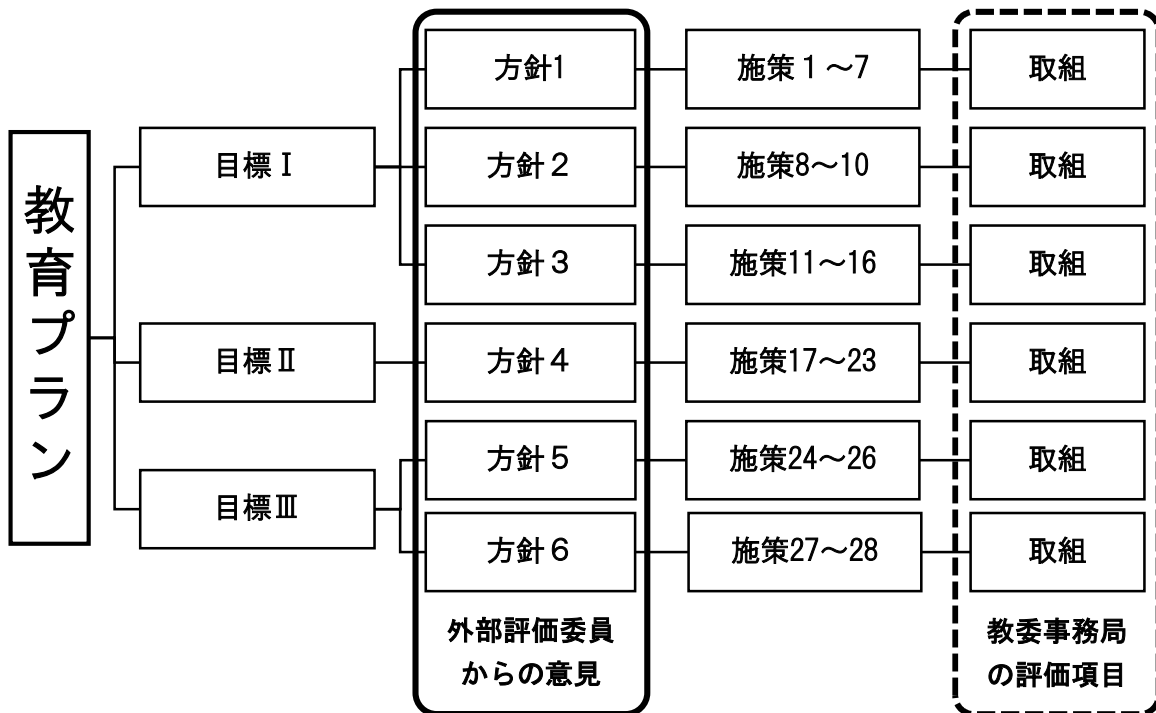 教育プラン
目標Ⅰ
目標Ⅱ
目標Ⅲ
方針1
方針２
方針３
方針４
方針５
方針６
外部評価委員
からの意見
施策１～7
施策8～10
施策11～16
施策17～23
施策24～26
施策27～28
取組
取組
取組
取組
取組
取組
教委事務局
の評価項目